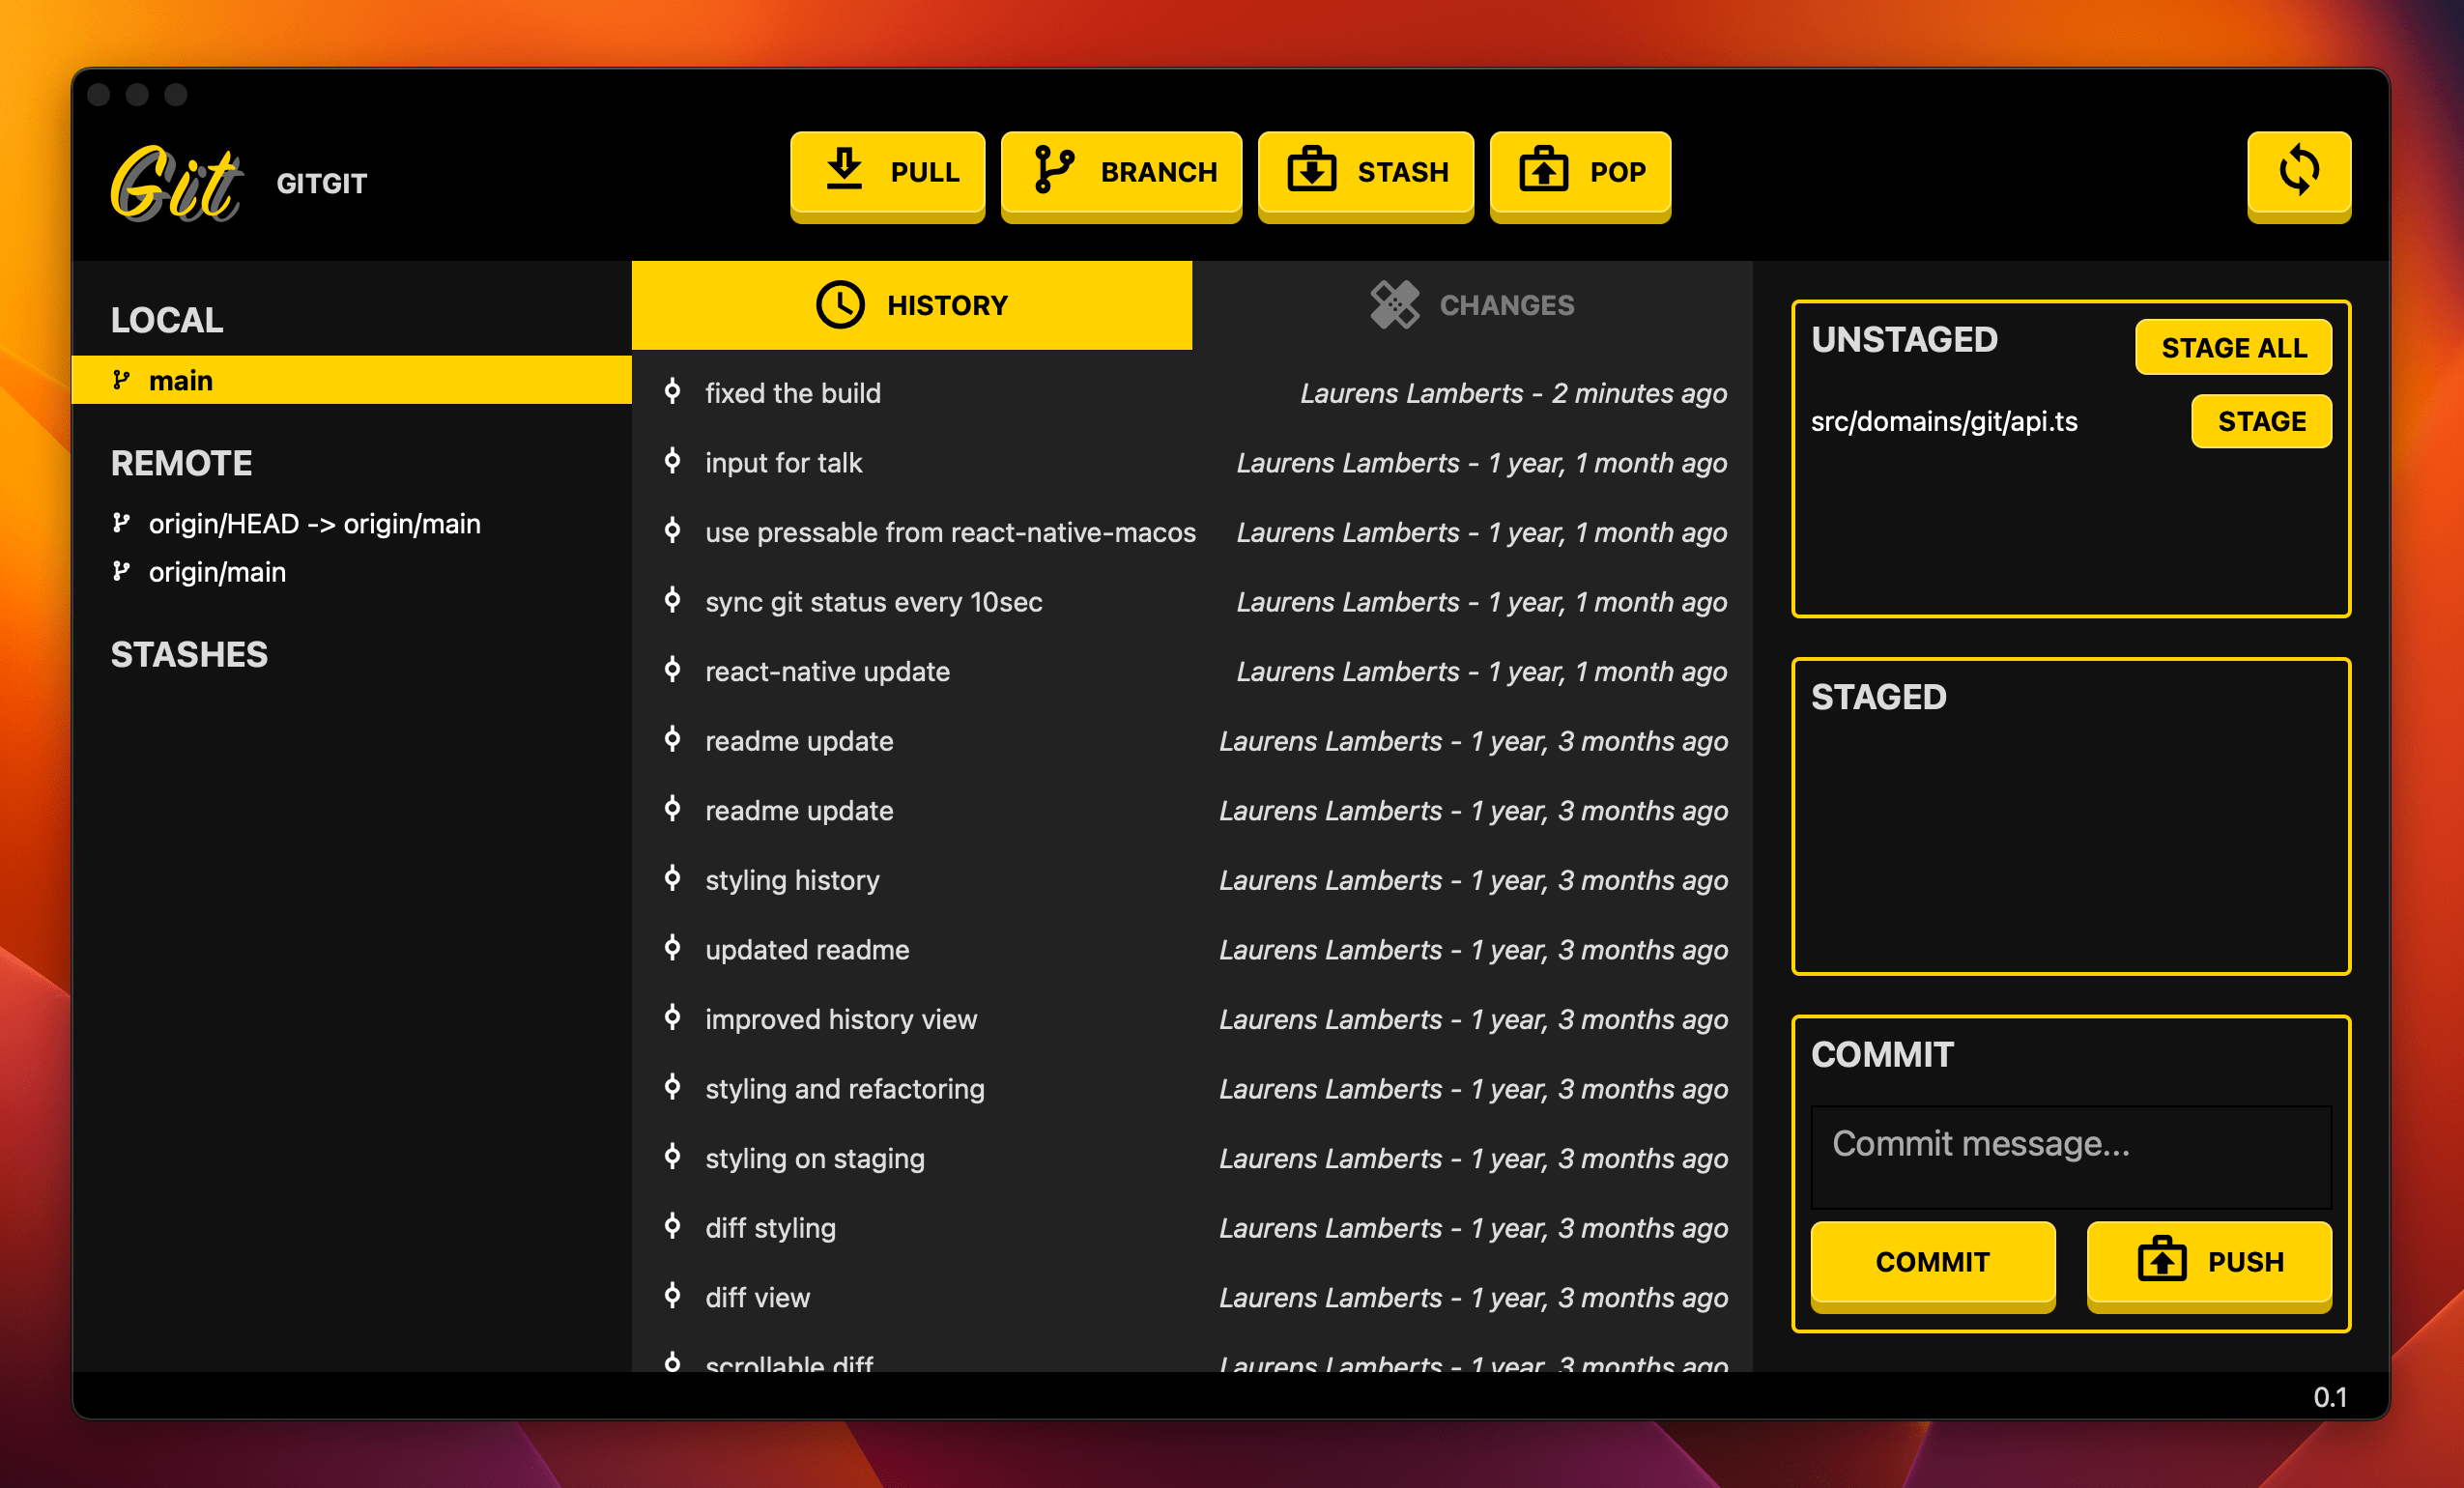 Git GITGIT
PULL
BRANCH
STASH
POP
LOCAL
main
REMOTE
origin/HEAD -> origin/main
origin/main
STASHES
HISTORY
CHANGES
fixed the build Laurens Lamberts - 2 minutes ago
input for talk Laurens Lamberts - 1 year, 1 month ago
use pressable from react-native-macos Laurens Lamberts - 1 year, 1 month ago
sync git status every 10sec Laurens Lamberts - 1 year, 1 month ago
react-native update Laurens Lamberts - 1 year, 1 month ago
readme update Laurens Lamberts - 1 year, 3 months ago
readme update Laurens Lamberts - 1 year, 3 months ago
styling history Laurens Lamberts - 1 year, 3 months ago
updated readme Laurens Lamberts - 1 year, 3 months ago
improved history view Laurens Lamberts - 1 year, 3 months ago
styling and refactoring Laurens Lamberts - 1 year, 3 months ago
styling on staging Laurens Lamberts - 1 year, 3 months ago
diff styling Laurens Lamberts - 1 year, 3 months ago
diff view Laurens Lamberts - 1 year, 3 months ago
scrollable diff Laurens Lamberts - 1 year, 3 months ago
UNSTAGED
STAGE ALL
src/domains/git/api.ts
STAGE
STAGED
COMMIT
Commit message...
COMMIT
PUSH
0.1